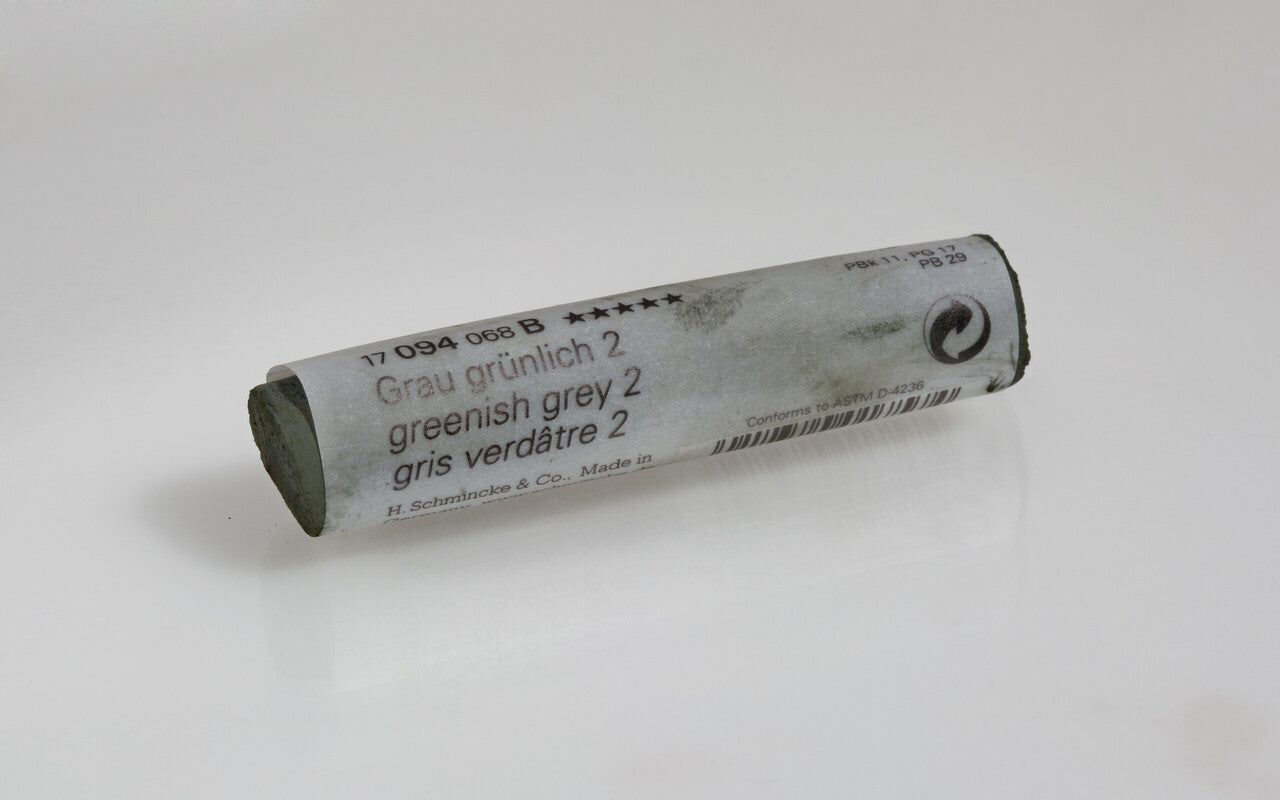 17 094 068 B ★★★★★
Grau grünlich 2
greenish grey 2
gris verdâtre 2
H. Schmincke & Co., Made in
Germany,
PBk 11, PG 17
PB 29
Conforms to ASTM D-4236